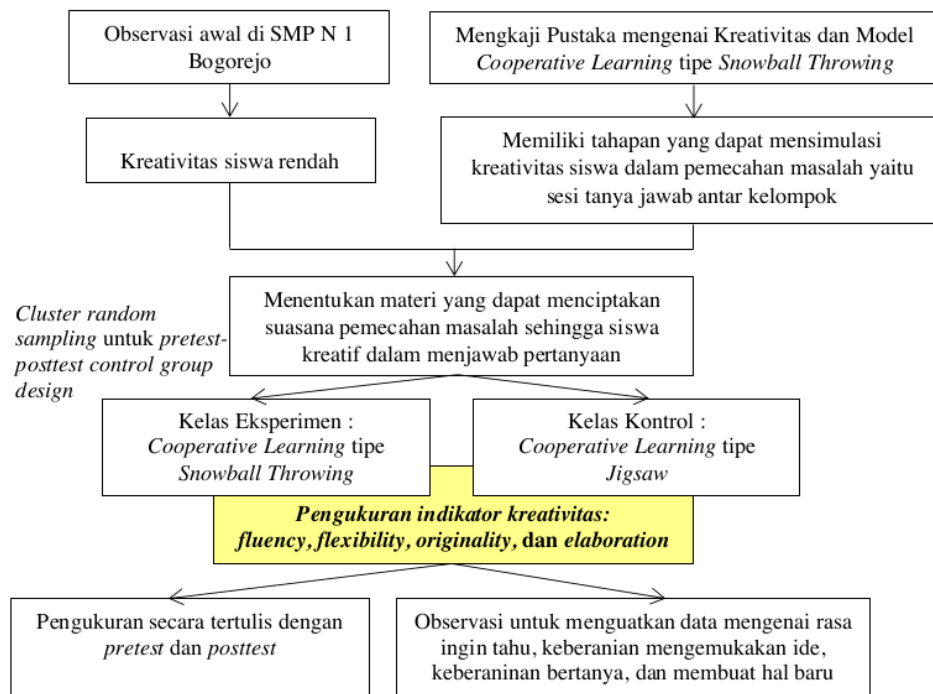 Observasi awal di SMP N 1
Bogorejo
Mengkaji Pustaka mengenai Kreativitas dan Model
Cooperative Learning tipe Snowball Throwing
Kreativitas siswa rendah
Memiliki tahapan yang dapat mensimulasi
kreativitas siswa dalam pemecahan masalah yaitu
sesi tanya jawab antar kelompok
Cluster random
sampling untuk pretest-
posttest control group
design
Menentukan materi yang dapat menciptakan
suasana pemecahan masalah sehingga siswa
kreatif dalam menjawab pertanyaan
Kelas Eksperimen :
Cooperative Learning tipe
Snowball Throwing
Kelas Kontrol :
Cooperative Learning tipe
Jigsaw
Pengukuran indikator kreativitas:
fluency, flexibility, originality, dan elaboration
Pengukuran secara tertulis dengan
pretest dan posttest
Observasi untuk menguatkan data mengenai rasa
ingin tahu, keberanian mengemukakan ide,
keberaninan bertanya, dan membuat hal baru